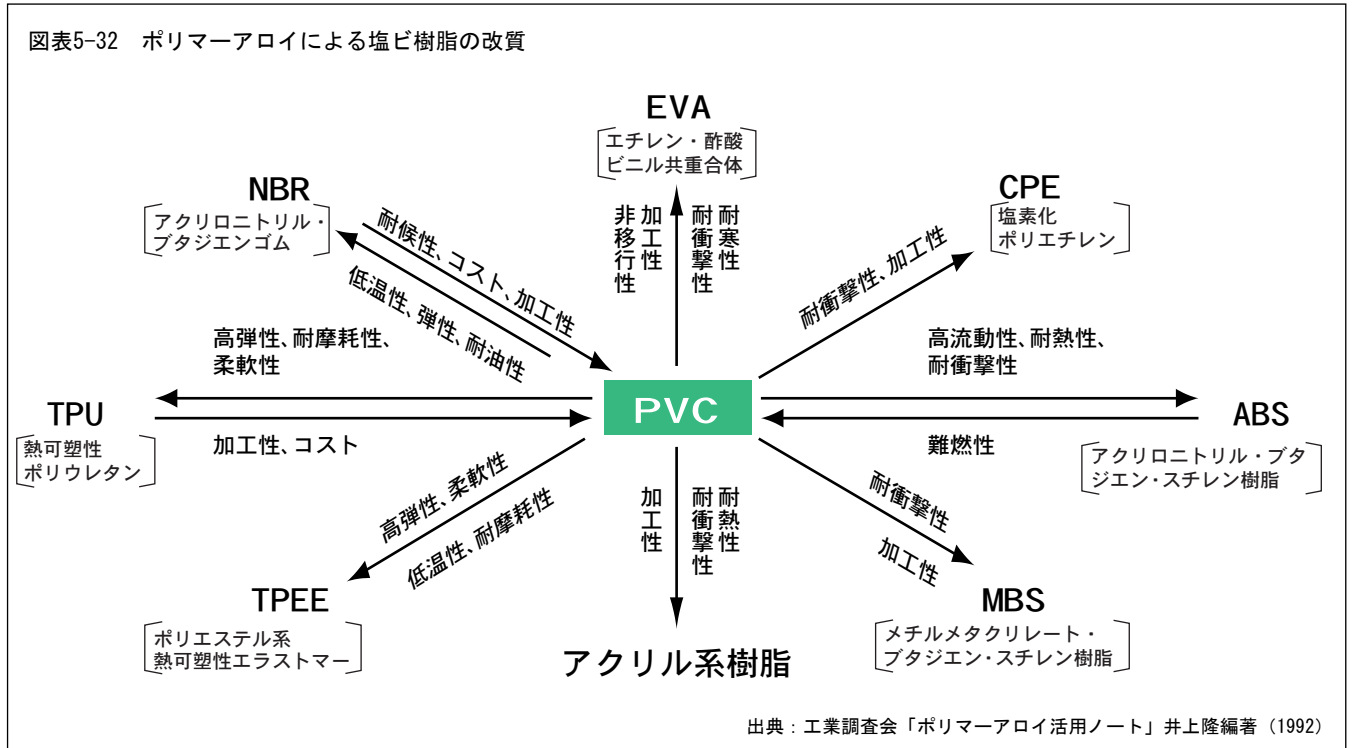 図表5-32 ポリマーアロイによる塩ビ樹脂の改質
EVA
エチレン・酢酸
ビニル共重合体
NBR
アクリロニトリル・
ブタジエンゴム
CPE
塩素化
ポリエチレン
耐候性、コスト、加工性
低温性、弾性、耐油性
非移行性
加工性
耐衝撃性
耐寒性
耐衝撃性、加工性
高弾性、耐摩耗性、
柔軟性
高流動性、耐熱性、
耐衝撃性
TPU
熱可塑性
ポリウレタン
PVC
ABS
アクリロニトリル・ブタ
ジエン・スチレン樹脂
加工性、コスト
難燃性
高弾性、柔軟性
低温性、耐摩耗性
加工性
耐衝撃性
耐熱性
耐衝撃性
加工性
TPEE
ポリエステル系
熱可塑性エラストマー
アクリル系樹脂
MBS
メチルメタクリレート・
ブタジエン・スチレン樹脂
出典：工業調査会「ポリマーアロイ活用ノート」井上隆編著（1992）